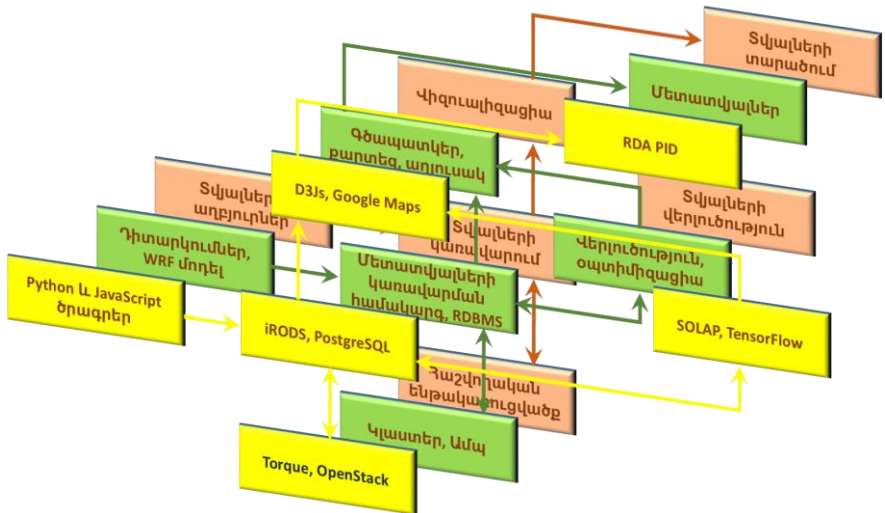 Տվյալների
տարածում
Վիզուալիզացիա
Մետատվյալներ
RDA PID
Գծապատկեր,
քարտեզ, աղյուսակ
D3Js, Google Maps
Տվյալների
աղբյուրներ
Տվյալների
վերլուծություն
Դիտարկումներ,
WRF մոդել
Տվյալների
կառավարում
Վերլուծություն,
օպտիմիզացիա
Մետատվյալների
կառավարման
համակարգ, RDBMS
Python և JavaScript
ծրագրեր
iRODS, PostgreSQL
SOLAP, TensorFlow
Հաշվողական
ենթակառուցվածք
Կլաստեր, Ամպ
Torque, OpenStack